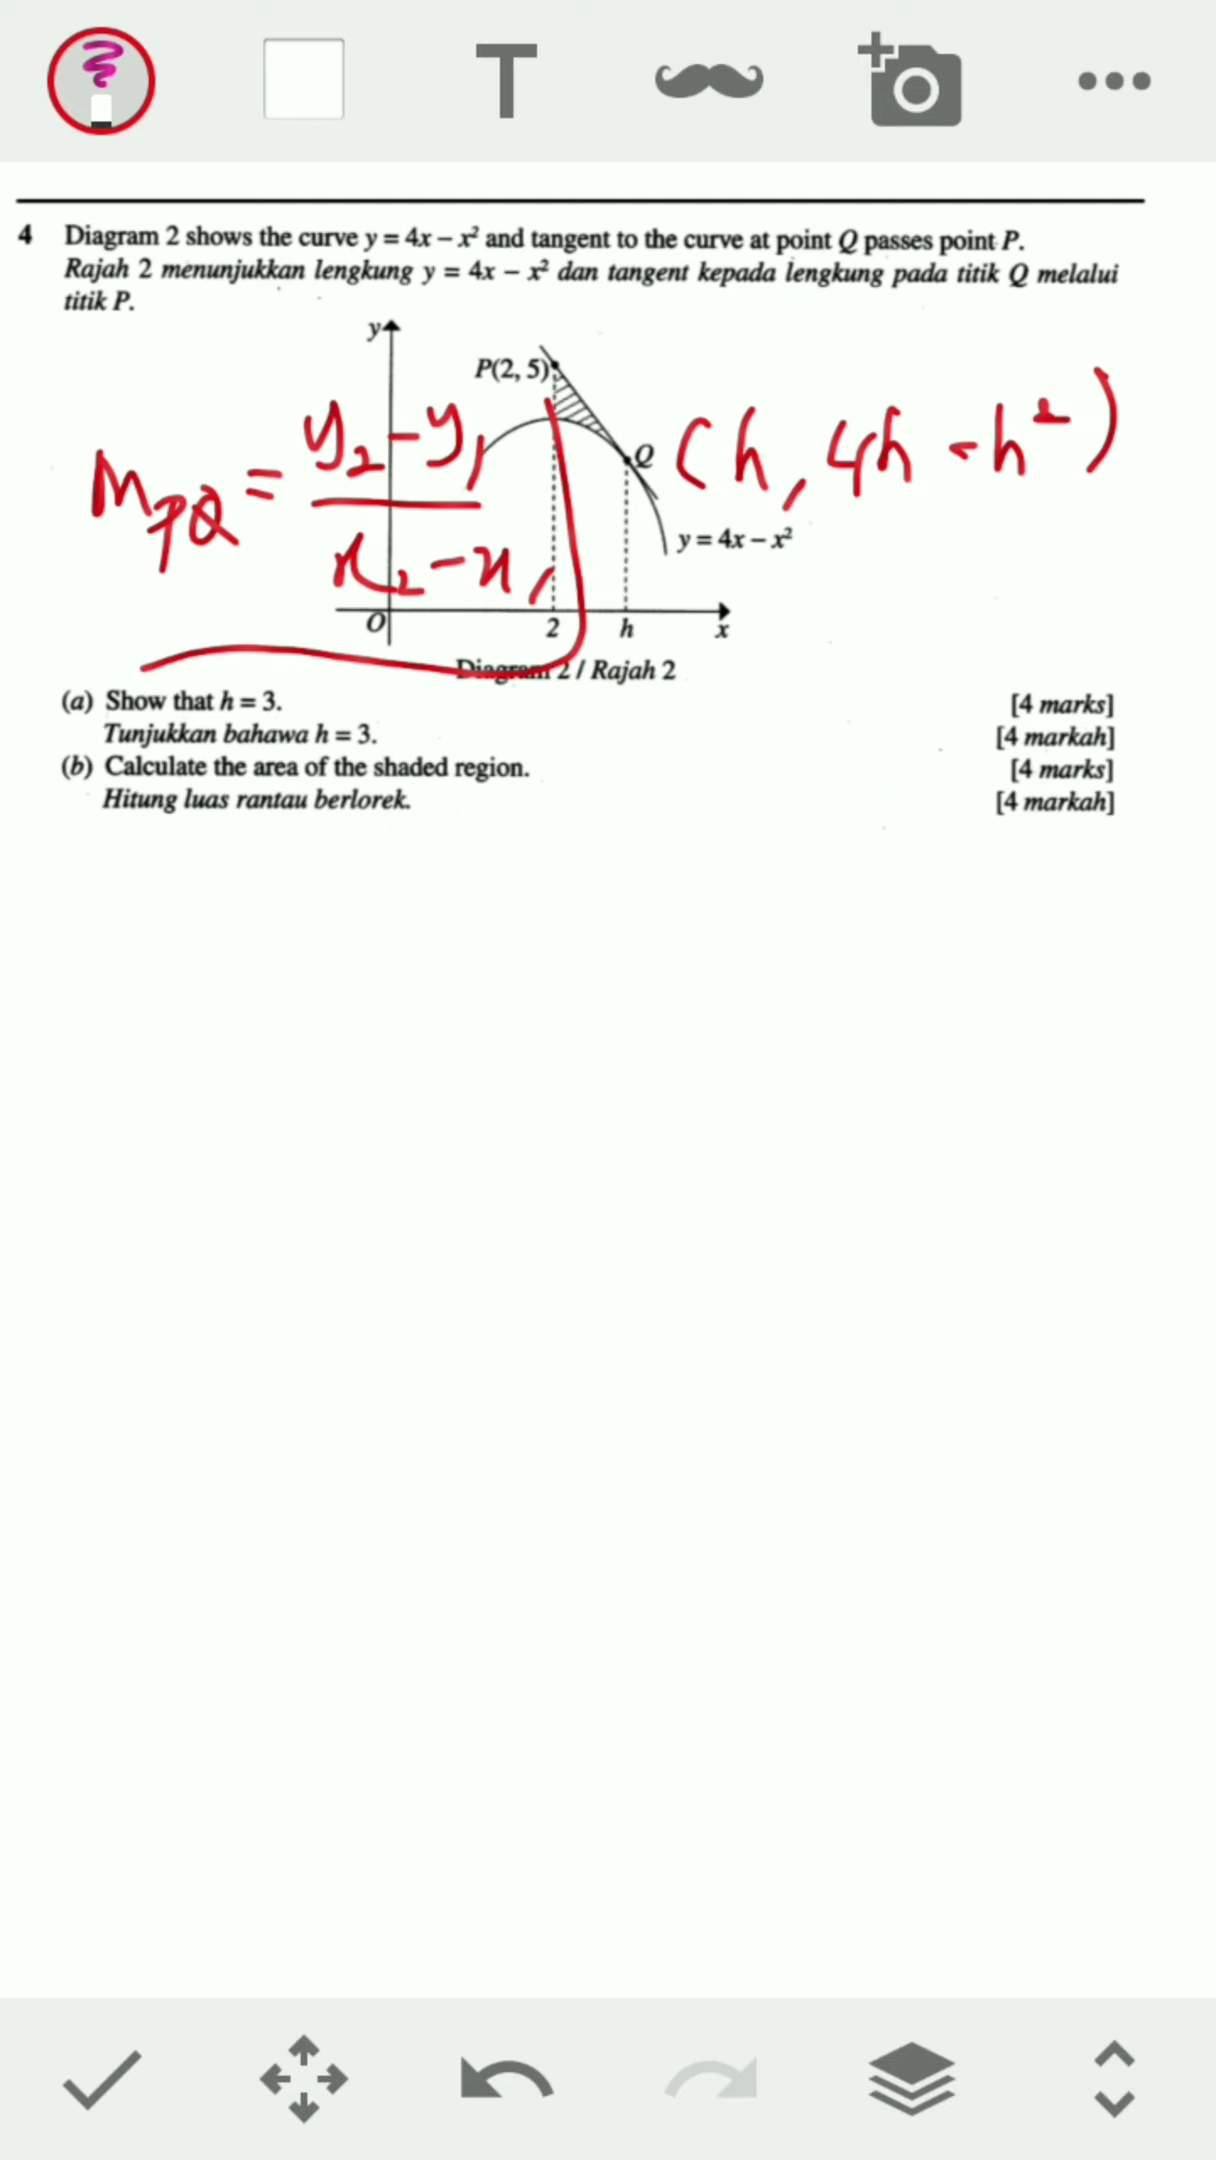 T
4 Diagram 2 shows the curve y = 4x – x² and tangent to the curve at point Q passes point P.
Rajah 2 menunjukkan lengkung y = 4x – x² dan tangent kepada lengkung pada titik Q melalui
titik P.
y
P(2, 5)
Q (h, 4h - h²)
m_PQ = (y₂ - y₁) / (x₂ - x₁)
y = 4x – x²
O 2 h x
Diagram 2 / Rajah 2
(a) Show that h = 3. [4 marks]
Tunjukkan bahawa h = 3. [4 markah]
(b) Calculate the area of the shaded region. [4 marks]
Hitung luas rantau berlorek. [4 markah]